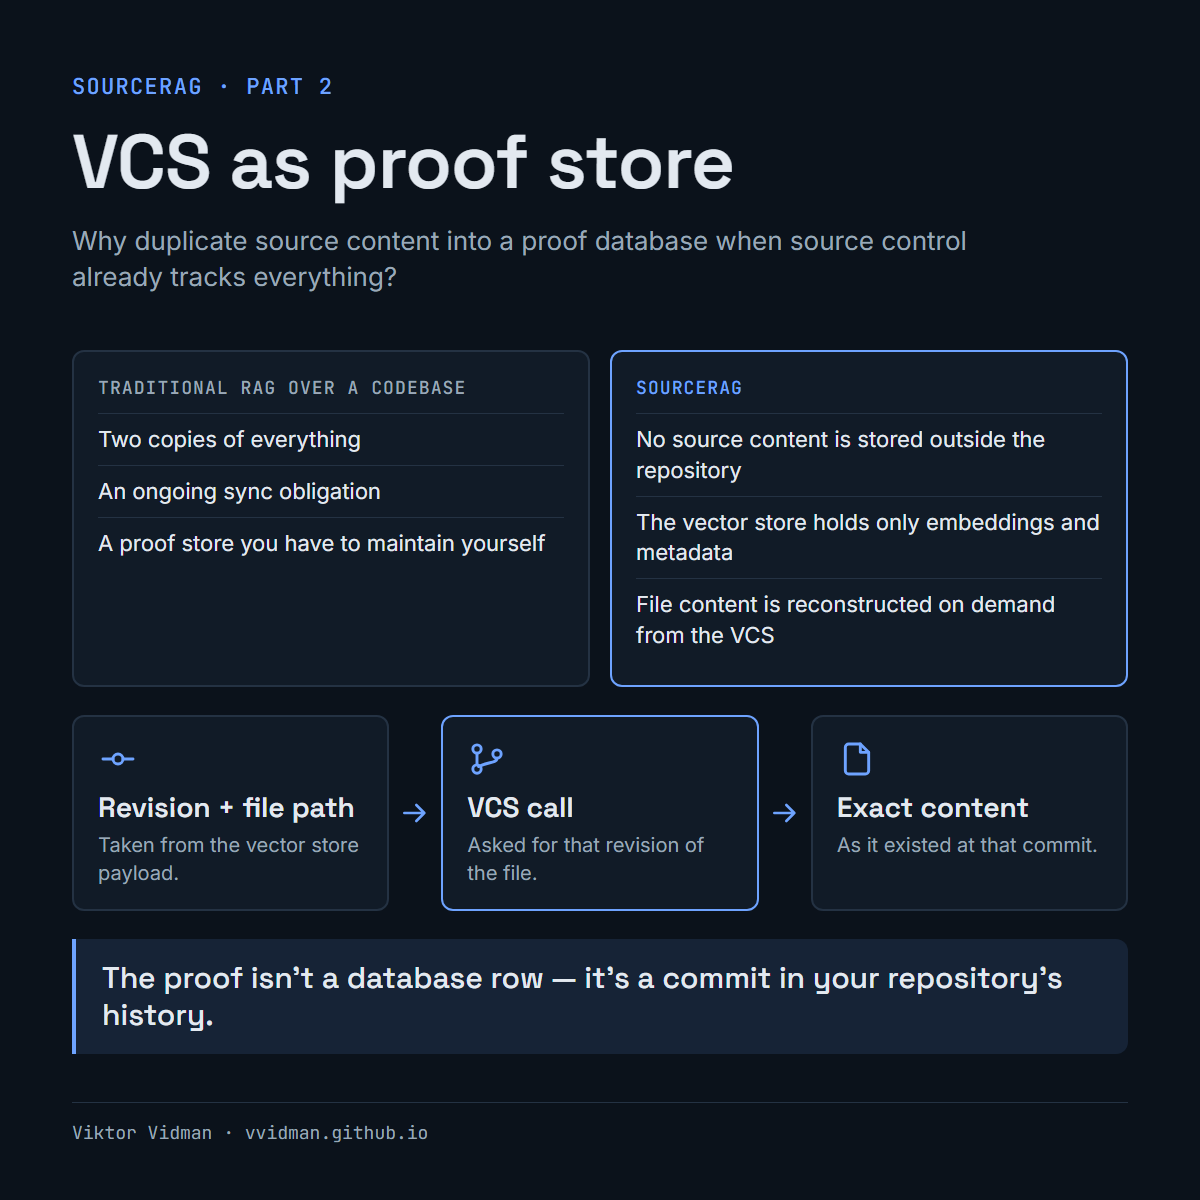 SOURCERAG · PART 2
VCS as proof store
Why duplicate source content into a proof database when source control
already tracks everything?
TRADITIONAL RAG OVER A CODEBASE
Two copies of everything
An ongoing sync obligation
A proof store you have to maintain yourself
SOURCERAG
No source content is stored outside the
repository
The vector store holds only embeddings and
metadata
File content is reconstructed on demand
from the VCS
Revision + file path
Taken from the vector store
payload.
→
VCS call
Asked for that revision of
the file.
→
Exact content
As it existed at that commit.
The proof isn’t a database row — it’s a commit in your repository’s
history.
Viktor Vidman · vvidman.github.io